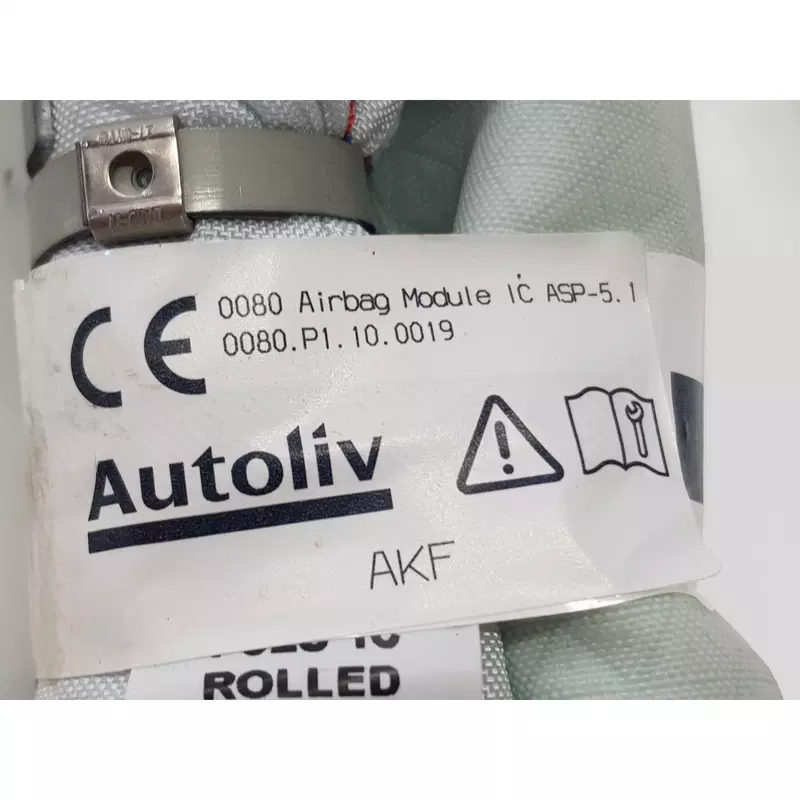 CE 0080 Airbag Module IC ASP-5.1
0080.P1.10.0019
Autoliv
AKF
ROLLED